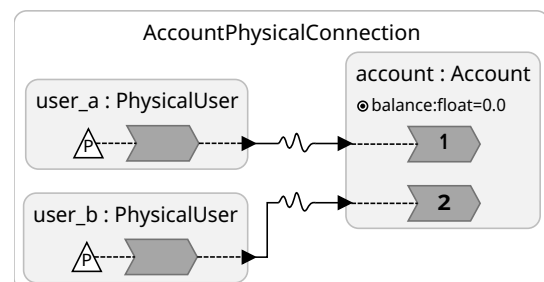 AccountPhysicalConnection
user_a : PhysicalUser
P
account : Account
balance:float=0.0
1
2
user_b : PhysicalUser
P